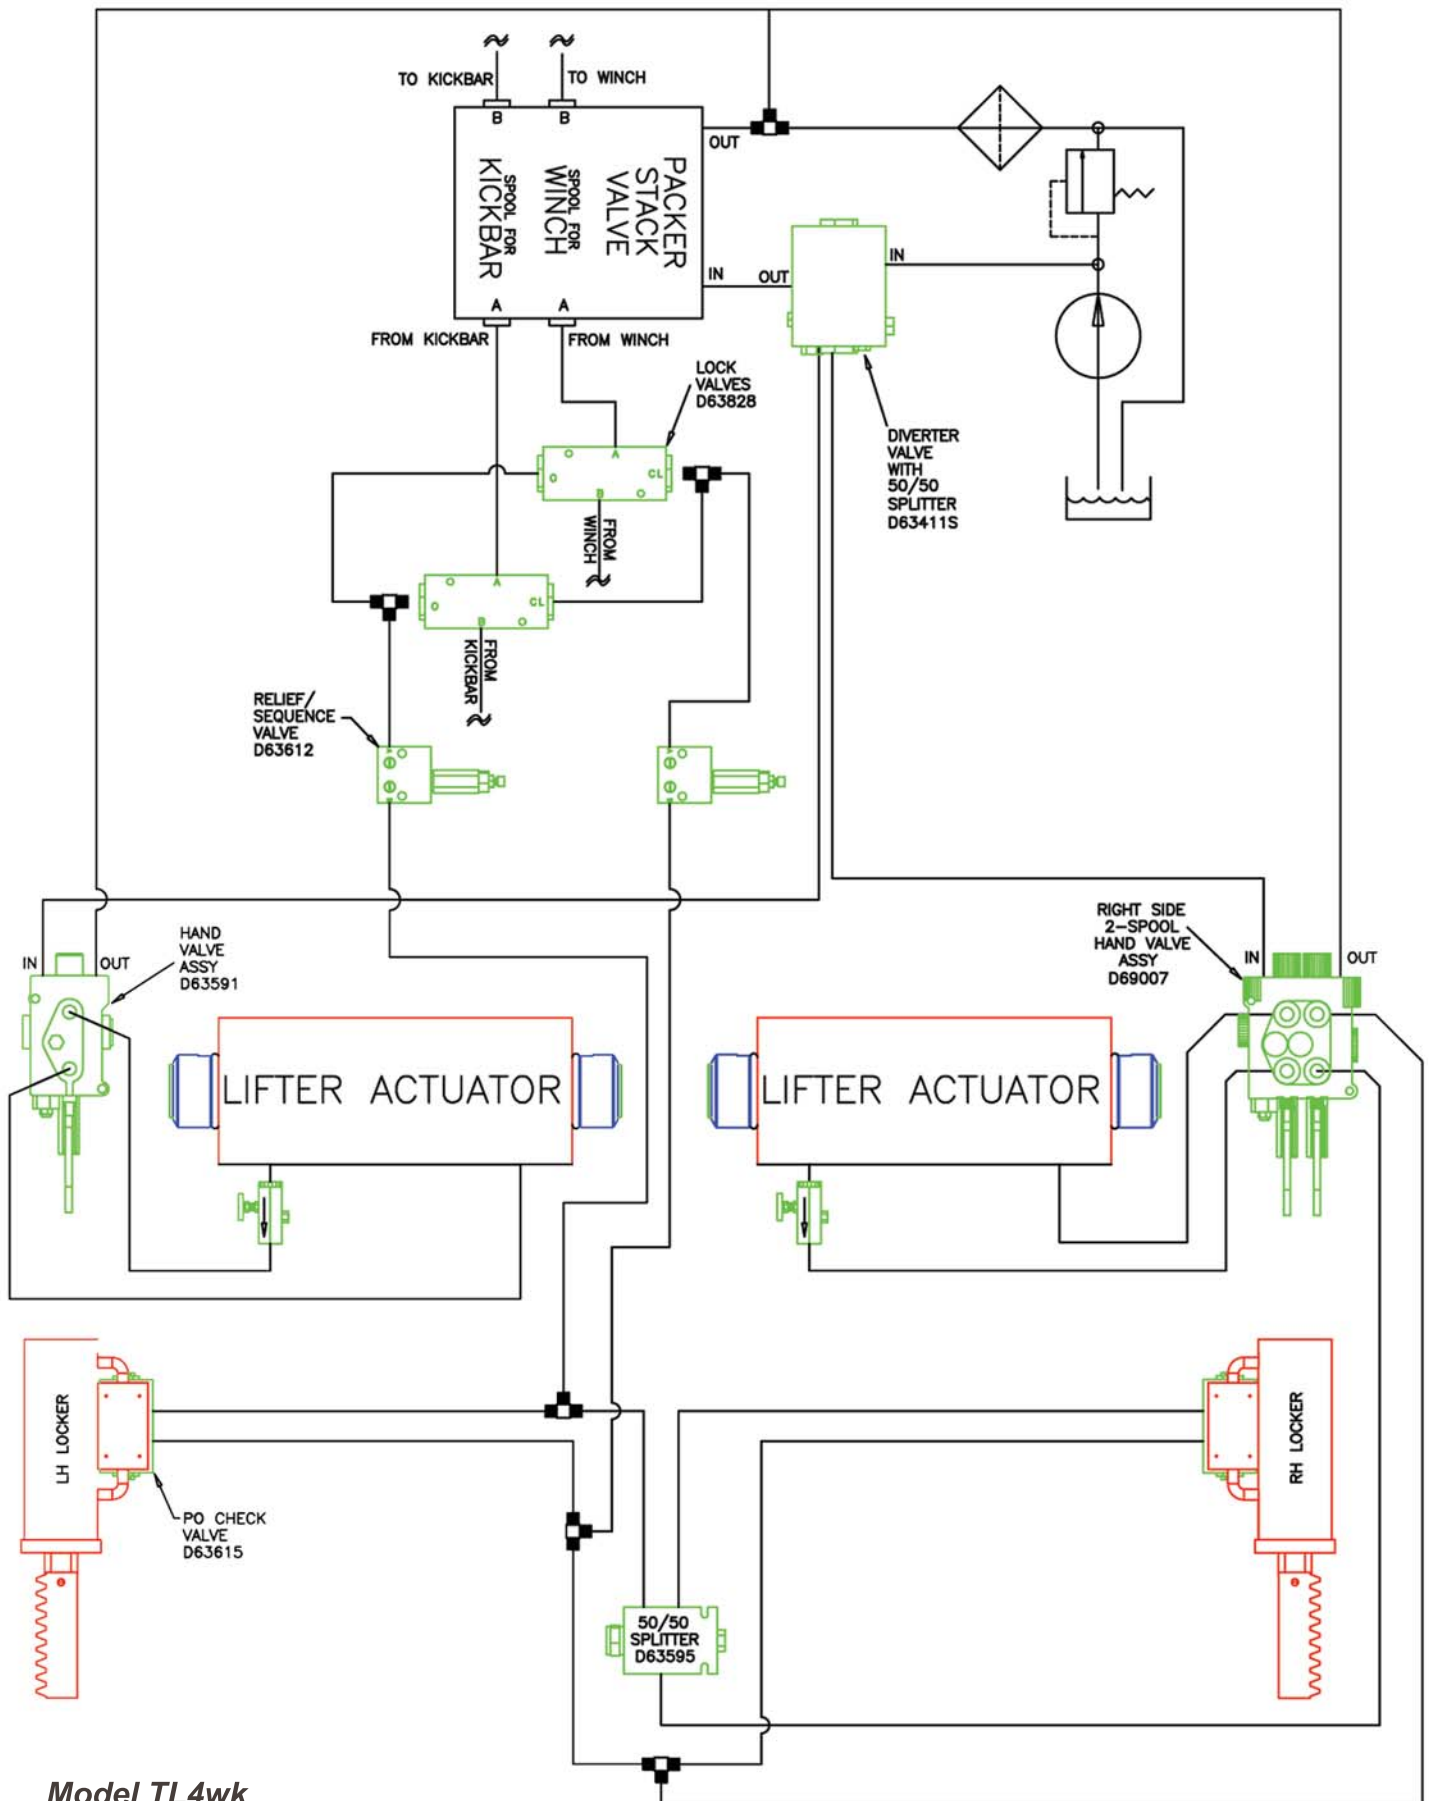 TO KICKBAR
TO WINCH
B
B
OUT
PACKER
STACK
VALVE
SPOOL FOR
WINCH
SPOOL FOR
KICKBAR
IN
OUT
IN
A
A
FROM KICKBAR
FROM WINCH
LOCK
VALVES
D63828
DIVERTER
VALVE
WITH
50/50
SPLITTER
D63411S
O
A
CL
B
FROM
WINCH
O
A
CL
B
FROM
KICKBAR
RELIEF/
SEQUENCE
VALVE
D63612
HAND
VALVE
ASSY
D63591
IN
OUT
RIGHT SIDE
2-SPOOL
HAND VALVE
ASSY
D69007
IN
OUT
LIFTER ACTUATOR
LIFTER ACTUATOR
LH LOCKER
RH LOCKER
PO CHECK
VALVE
D63615
50/50
SPLITTER
D63595
Model TL4wk